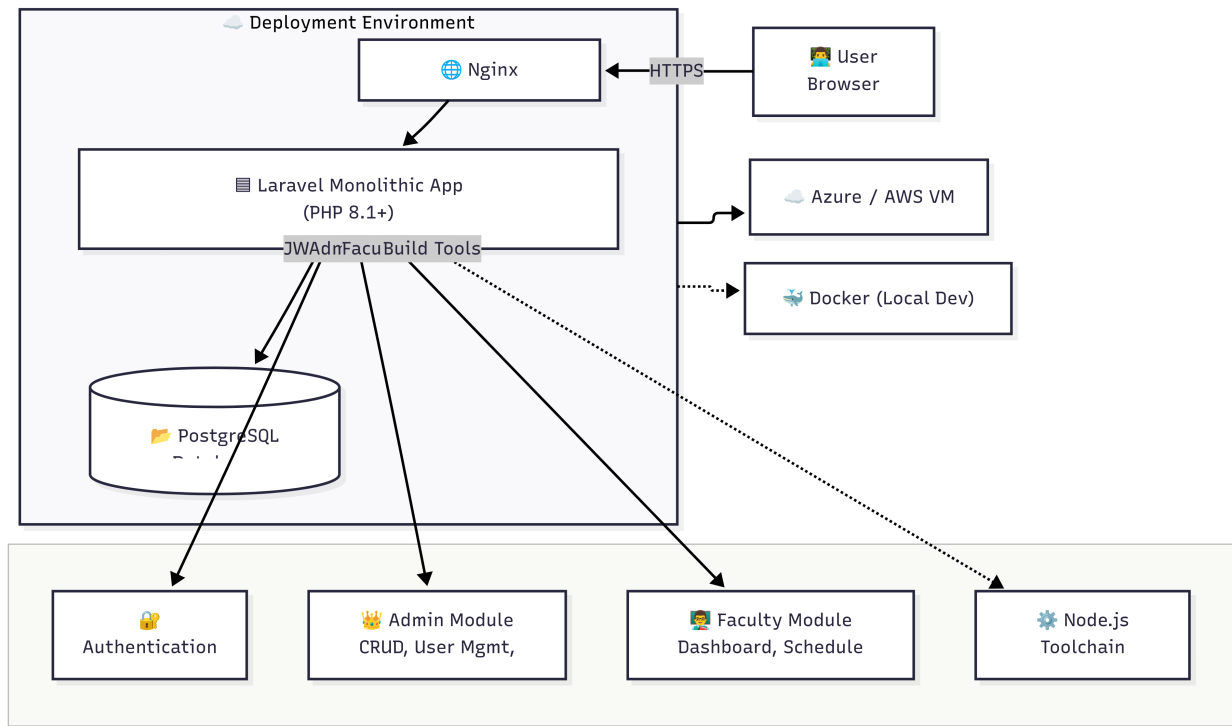 ☁️ Deployment Environment
🌐 Nginx
HTTPS
👨‍💻 User
Browser
▤ Laravel Monolithic App
(PHP 8.1+)
☁️ Azure / AWS VM
JWAdmFacuBuild Tools
🐳 Docker (Local Dev)
📂 PostgreSQL
🔐
Authentication
👑 Admin Module
CRUD, User Mgmt,
👨‍🏫 Faculty Module
Dashboard, Schedule
⚙️ Node.js
Toolchain